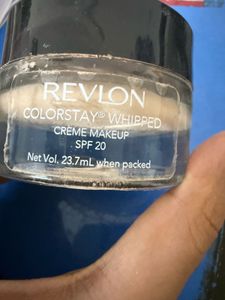 REVLON
COLORSTAY® WHIPPED
CRÈME MAKEUP
SPF 20
Net Vol. 23.7mL when packed